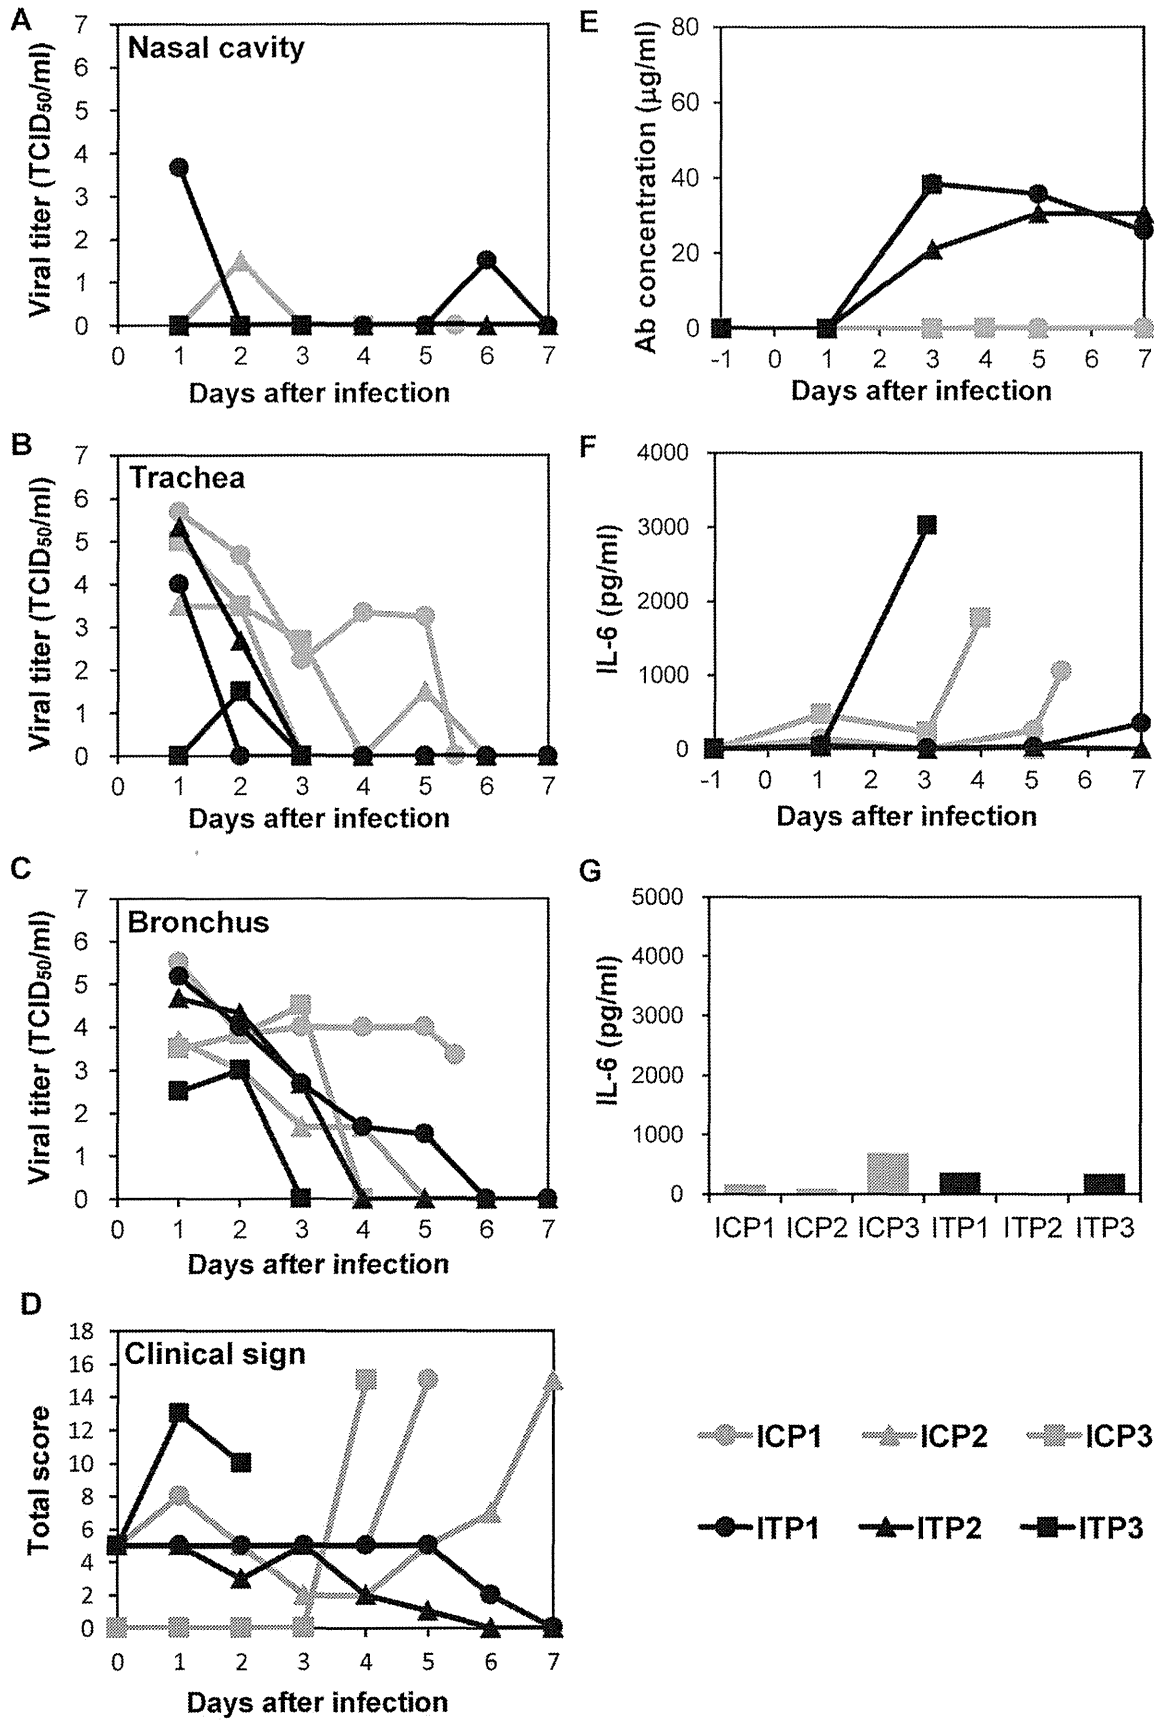 A
Nasal cavity
Viral titer (TCID50/ml)
7
6
5
4
3
2
1
0
0 1 2 3 4 5 6 7
Days after infection
B
Trachea
Viral titer (TCID50/ml)
7
6
5
4
3
2
1
0
0 1 2 3 4 5 6 7
Days after infection
C
Bronchus
Viral titer (TCID50/ml)
7
6
5
4
3
2
1
0
0 1 2 3 4 5 6 7
Days after infection
D
Clinical sign
Total score
18
16
14
12
10
8
6
4
2
0
0 1 2 3 4 5 6 7
Days after infection
E
Ab concentration (µg/ml)
80
60
40
20
0
-1 0 1 2 3 4 5 6 7
Days after infection
F
IL-6 (pg/ml)
4000
3000
2000
1000
0
-1 0 1 2 3 4 5 6 7
Days after infection
G
IL-6 (pg/ml)
5000
4000
3000
2000
1000
0
ICP1 ICP2 ICP3 ITP1 ITP2 ITP3
ICP1 ICP2 ICP3
ITP1 ITP2 ITP3